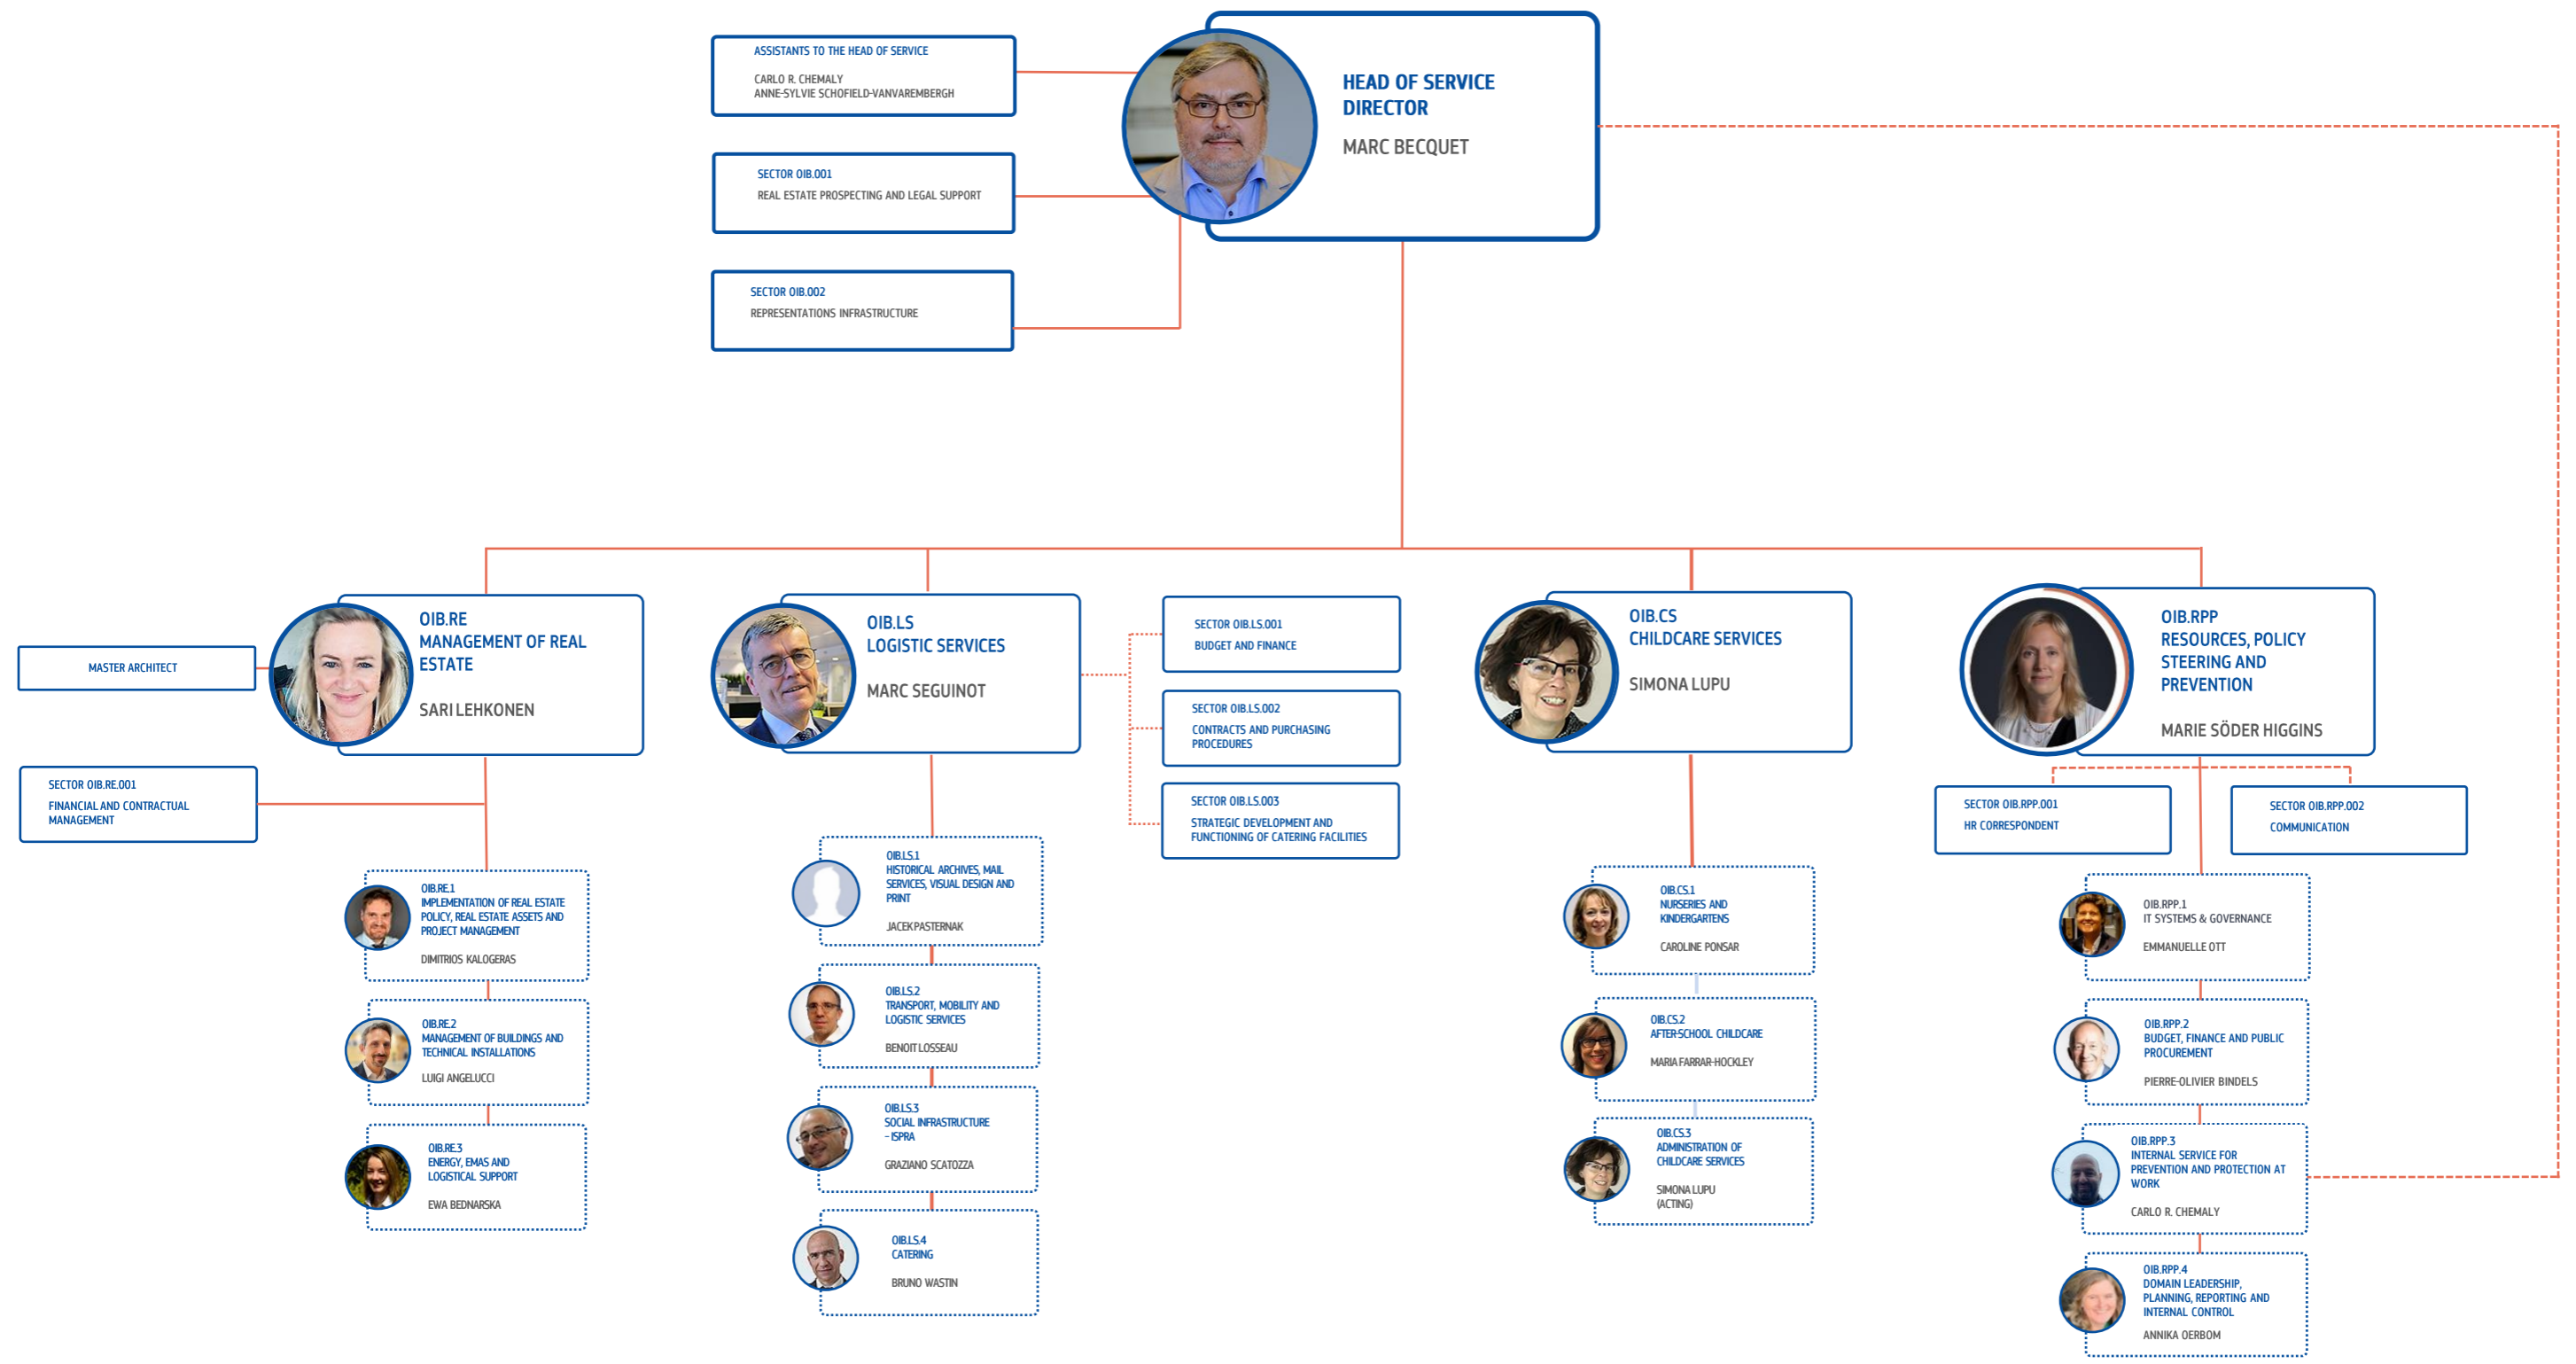 ASSISTANTS TO THE HEAD OF SERVICE
CARLO R. CHEMALY
ANNE-SYLVIE SCHOFIELD-VANVAREMBERGH
HEAD OF SERVICE
DIRECTOR
MARC BECQUET
SECTOR OIB.001
REAL ESTATE PROSPECTING AND LEGAL SUPPORT
SECTOR OIB.002
REPRESENTATIONS INFRASTRUCTURE
MASTER ARCHITECT
OIB.RE
MANAGEMENT OF REAL
ESTATE
SARI LEHKONEN
SECTOR OIB.RE.001
FINANCIAL AND CONTRACTUAL
MANAGEMENT
OIB.RE.1
IMPLEMENTATION OF REAL ESTATE
POLICY, REAL ESTATE ASSETS AND
PROJECT MANAGEMENT
DIMITRIOS KALOGERAS
OIB.RE.2
MANAGEMENT OF BUILDINGS AND
TECHNICAL INSTALLATIONS
LUIGI ANGELUCCI
OIB.RE.3
ENERGY, EMAS AND
LOGISTICAL SUPPORT
EWA BEDNARSKA
OIB.LS
LOGISTIC SERVICES
MARC SEGUINOT
SECTOR OIB.LS.001
BUDGET AND FINANCE
SECTOR OIB.LS.002
CONTRACTS AND PURCHASING
PROCEDURES
SECTOR OIB.LS.003
STRATEGIC DEVELOPMENT AND
FUNCTIONING OF CATERING FACILITIES
OIB.LS.1
HISTORICAL ARCHIVES, MAIL
SERVICES, VISUAL DESIGN AND
PRINT
JACEK PASTERNAK
OIB.LS.2
TRANSPORT, MOBILITY AND
LOGISTIC SERVICES
BENOIT LOSSEAU
OIB.LS.3
SOCIAL INFRASTRUCTURE
- ISPRA
GRAZIANO SCATOZZA
OIB.LS.4
CATERING
BRUNO WASTIN
OIB.CS
CHILDCARE SERVICES
SIMONA LUPU
OIB.CS.1
NURSERIES AND
KINDERGARTENS
CAROLINE PONSAR
OIB.CS.2
AFTER-SCHOOL CHILDCARE
MARIA FARRAR-HOCKLEY
OIB.CS.3
ADMINISTRATION OF
CHILDCARE SERVICES
SIMONA LUPU
(ACTING)
OIB.RPP
RESOURCES, POLICY
STEERING AND
PREVENTION
MARIE SÖDER HIGGINS
SECTOR OIB.RPP.001
HR CORRESPONDENT
SECTOR OIB.RPP.002
COMMUNICATION
OIB.RPP.1
IT SYSTEMS & GOVERNANCE
EMMANUELLE OTT
OIB.RPP.2
BUDGET, FINANCE AND PUBLIC
PROCUREMENT
PIERRE-OLIVIER BINDELS
OIB.RPP.3
INTERNAL SERVICE FOR
PREVENTION AND PROTECTION AT
WORK
CARLO R. CHEMALY
OIB.RPP.4
DOMAIN LEADERSHIP,
PLANNING, REPORTING AND
INTERNAL CONTROL
ANNIKA OERBOM